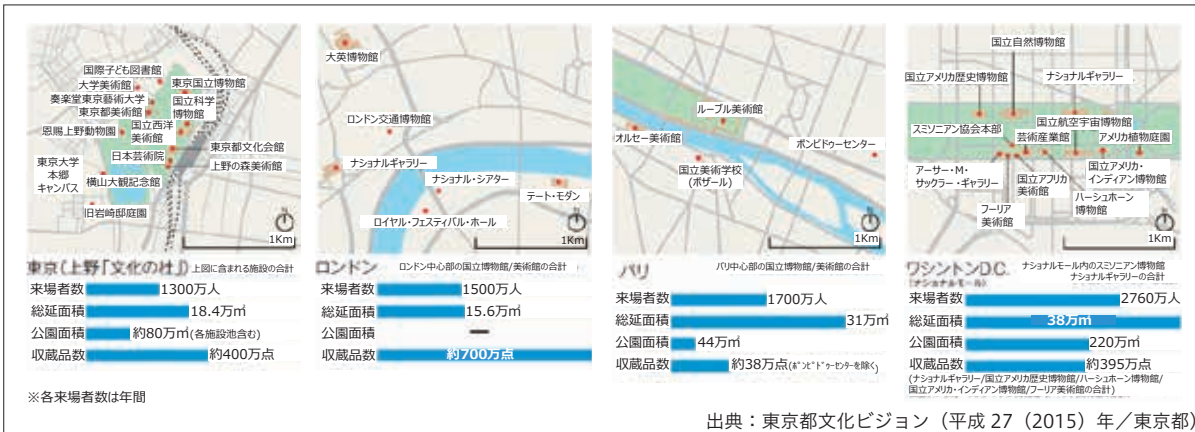 国際子ども図書館
大学美術館
奏楽堂東京藝術大学
東京都美術館
恩賜上野動物園
東京国立博物館
国立科学
博物館
国立西洋
美術館
日本芸術院
東京都文化会館
上野の森美術館
東京大学
本郷
キャンパス
横山大観記念館
旧岩崎邸庭園
1Km
東京(上野「文化の杜」) 上図に含まれる施設の合計
来場者数 1300万人
総延面積 18.4万㎡
公園面積 約80万㎡(各施設池含む)
収蔵品数 約400万点
大英博物館
ロンドン交通博物館
ナショナルギャラリー
ナショナル・シアター
テート・モダン
ロイヤル・フェスティバル・ホール
1Km
ロンドン ロンドン中心部の国立博物館/美術館の合計
来場者数 1500万人
総延面積 15.6万㎡
公園面積 ー
収蔵品数 約700万点
ルーブル美術館
オルセー美術館
ポンピドゥーセンター
国立美術学校
(ボザール)
1Km
パリ パリ中心部の国立博物館/美術館の合計
来場者数 1700万人
総延面積 31万㎡
公園面積 44万㎡
収蔵品数 約38万点(ポンピドゥーセンターを除く)
国立自然博物館
国立アメリカ歴史博物館
ナショナルギャラリー
スミソニアン協会本部
国立航空宇宙博物館
芸術産業館
アメリカ植物庭園
アーサー・M・
サックラー・ギャラリー
国立アフリカ
美術館
国立アメリカ・
インディアン博物館
フーリア
美術館
ハーシュホーン
博物館
1Km
ワシントンD.C. ナショナルモール内のスミソニアン博物館
(ナショナルモール) ナショナルギャラリーの合計
来場者数 2760万人
総延面積 38万㎡
公園面積 220万㎡
収蔵品数 約395万点
(ナショナルギャラリー/国立アメリカ歴史博物館/ハーシュホーン博物館/
国立アメリカ・インディアン博物館/フーリア美術館の合計)
※各来場者数は年間
出典：東京都文化ビジョン（平成 27（2015）年／東京都）